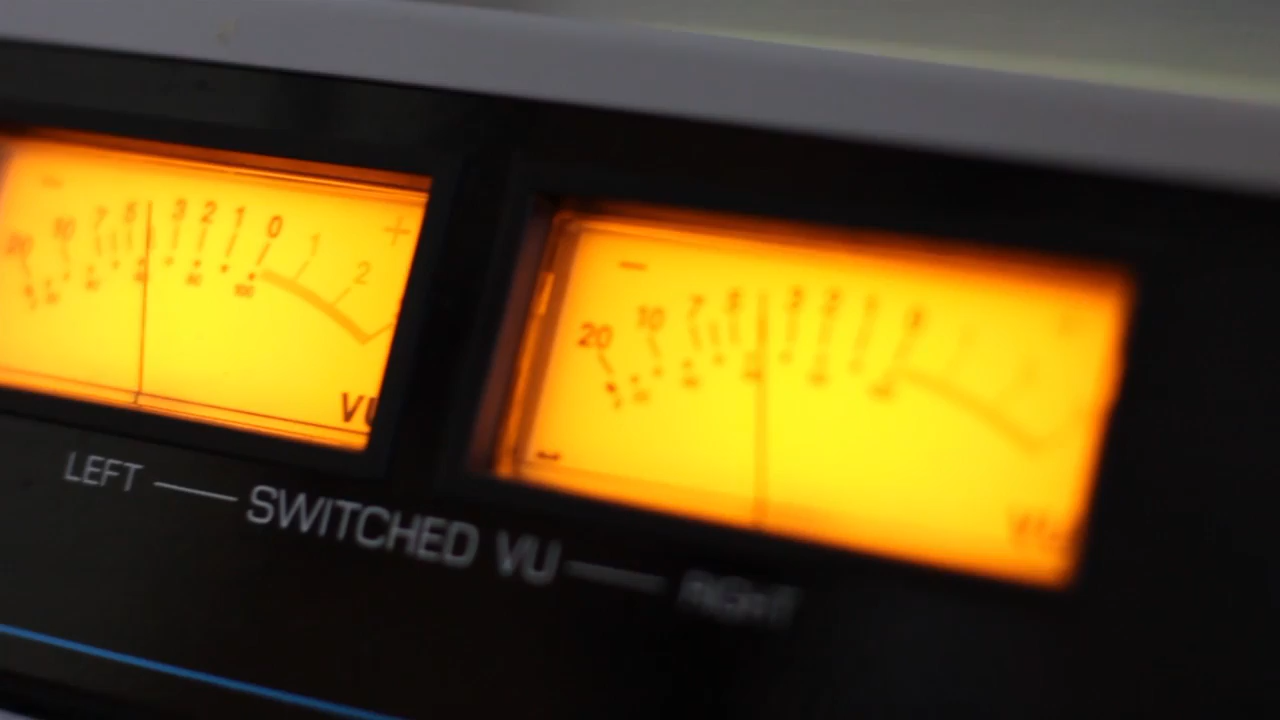 - 20 10 7 5 3 2 1 0 1 2 +
VU
- 20 10 7 5 3 2 1 0
LEFT — SWITCHED VU — RIGHT